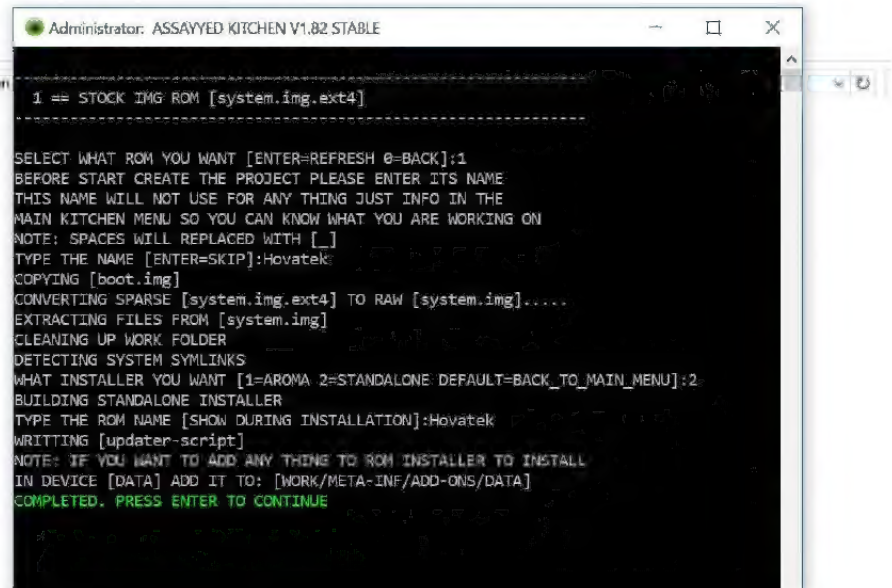 Administrator: ASSAYYED KITCHEN V1.82 STABLE
1 == STOCK IMG ROM [system.img.ext4]
SELECT WHAT ROM YOU WANT [ENTER=REFRESH 0=BACK]:1
BEFORE START CREATE THE PROJECT PLEASE ENTER ITS NAME
THIS NAME WILL NOT USE FOR ANY THING JUST INFO IN THE
MAIN KITCHEN MENU SO YOU CAN KNOW WHAT YOU ARE WORKING ON
NOTE: SPACES WILL REPLACED WITH [_]
TYPE THE NAME [ENTER=SKIP]:Hovatek
COPYING [boot.img]
CONVERTING SPARSE [system.img.ext4] TO RAW [system.img].....
EXTRACTING FILES FROM [system.img]
CLEANING UP WORK FOLDER
DETECTING SYSTEM SYMLINKS
WHAT INSTALLER YOU WANT [1=AROMA 2=STANDALONE DEFAULT=BACK_TO_MAIN_MENU]:2
BUILDING STANDALONE INSTALLER
TYPE THE ROM NAME [SHOW DURING INSTALLATION]:Hovatek
WRITTING [updater-script]
NOTE: IF YOU WANT TO ADD ANY THING TO ROM INSTALLER TO INSTALL
IN DEVICE [DATA] ADD IT TO: [WORK/META-INF/ADD-ONS/DATA]
COMPLETED. PRESS ENTER TO CONTINUE